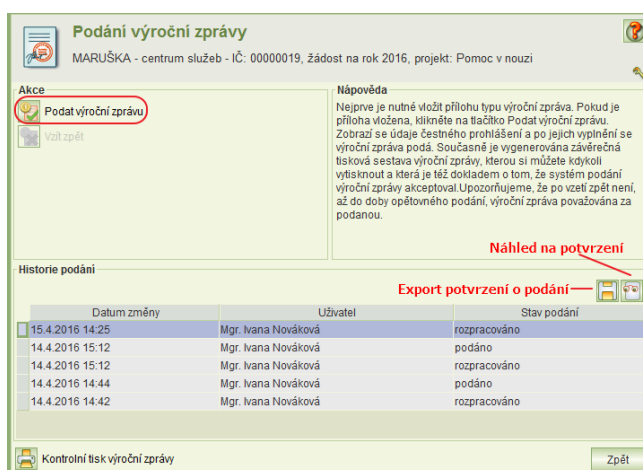 Podání výroční zprávy
MARUŠKA - centrum služeb - IČ: 00000019, žádost na rok 2016, projekt: Pomoc v nouzi
Akce
Podat výroční zprávu
Vzít zpět
Nápověda
Nejprve je nutné vložit přílohu typu výroční zpráva. Pokud je
příloha vložena, klikněte na tlačítko Podat výroční zprávu.
Zobrazí se údaje čestného prohlášení a po jejich vyplnění se
výroční zpráva podá. Současně je vygenerována závěrečná
tisková sestava výroční zprávy, kterou si můžete kdykoli
vytisknout a která je též dokladem o tom, že systém podání
výroční zprávy akceptoval.Upozorňujeme, že po vzetí zpět není,
až do doby opětovného podání, výroční zpráva považována za
podanou.
Náhled na potvrzení
Historie podání
Export potvrzení o podání
Datum změny Uživatel Stav podání
15.4.2016 14:25 Mgr. Ivana Nováková rozpracováno
14.4.2016 15:12 Mgr. Ivana Nováková podáno
14.4.2016 15:12 Mgr. Ivana Nováková rozpracováno
14.4.2016 14:44 Mgr. Ivana Nováková podáno
14.4.2016 14:42 Mgr. Ivana Nováková rozpracováno
Kontrolní tisk výroční zprávy
Zpět